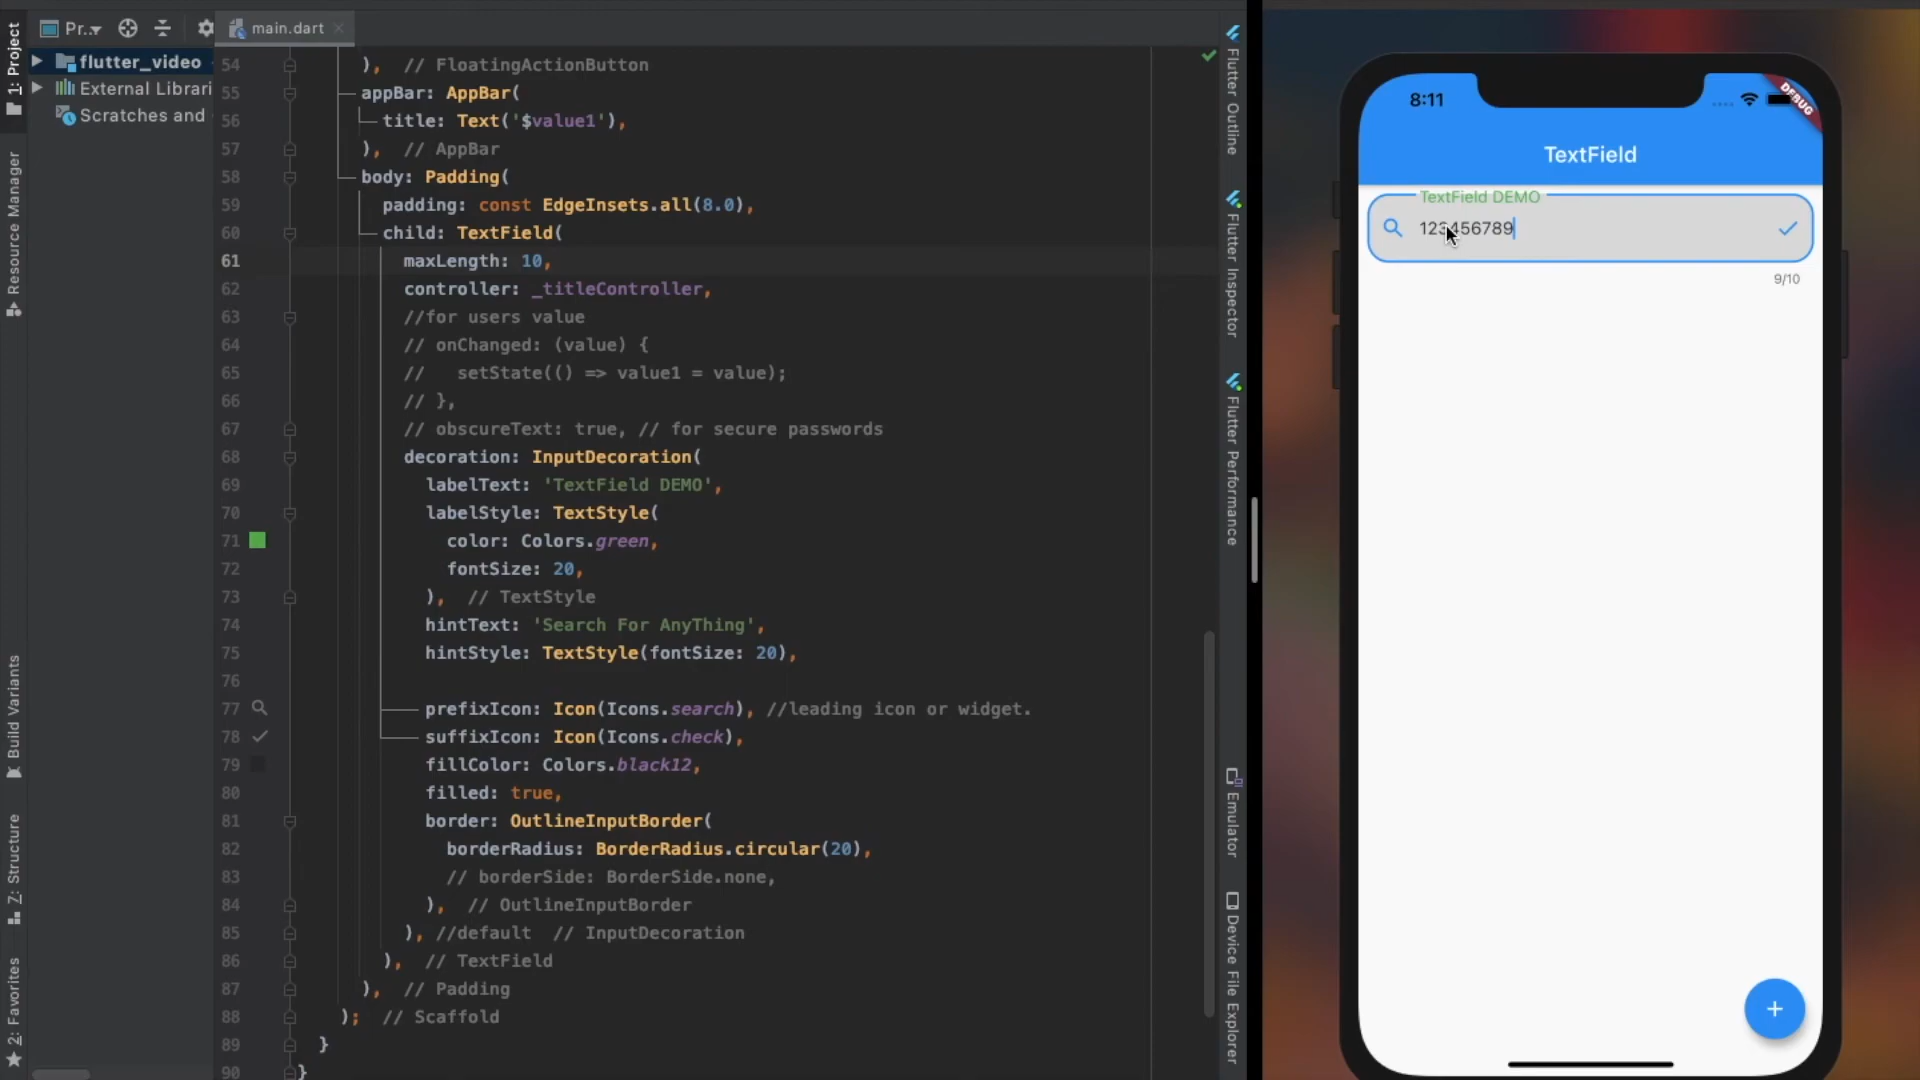 1: Project
Resource Manager
Build Variants
Z: Structure
2: Favorites
Pr...
flutter_video
External Librari
Scratches and
main.dart
54 ), // FloatingActionButton
55 appBar: AppBar(
56 title: Text('$value1'),
57 ), // AppBar
58 body: Padding(
59 padding: const EdgeInsets.all(8.0),
60 child: TextField(
61 maxLength: 10,
62 controller: _titleController,
63 //for users value
64 // onChanged: (value) {
65 //   setState(() => value1 = value);
66 // },
67 // obscureText: true, // for secure passwords
68 decoration: InputDecoration(
69 labelText: 'TextField DEMO',
70 labelStyle: TextStyle(
71 color: Colors.green,
72 fontSize: 20,
73 ), // TextStyle
74 hintText: 'Search For AnyThing',
75 hintStyle: TextStyle(fontSize: 20),
76
77 prefixIcon: Icon(Icons.search), //leading icon or widget.
78 suffixIcon: Icon(Icons.check),
79 fillColor: Colors.black12,
80 filled: true,
81 border: OutlineInputBorder(
82 borderRadius: BorderRadius.circular(20),
83 // borderSide: BorderSide.none,
84 ), // OutlineInputBorder
85 ), //default // InputDecoration
86 ), // TextField
87 ), // Padding
88 ); // Scaffold
89 }
90 }
Flutter Outline
Flutter Inspector
Flutter Performance
Emulator
Device File Explorer
8:11
DEBUG
TextField
TextField DEMO
123456789
9/10